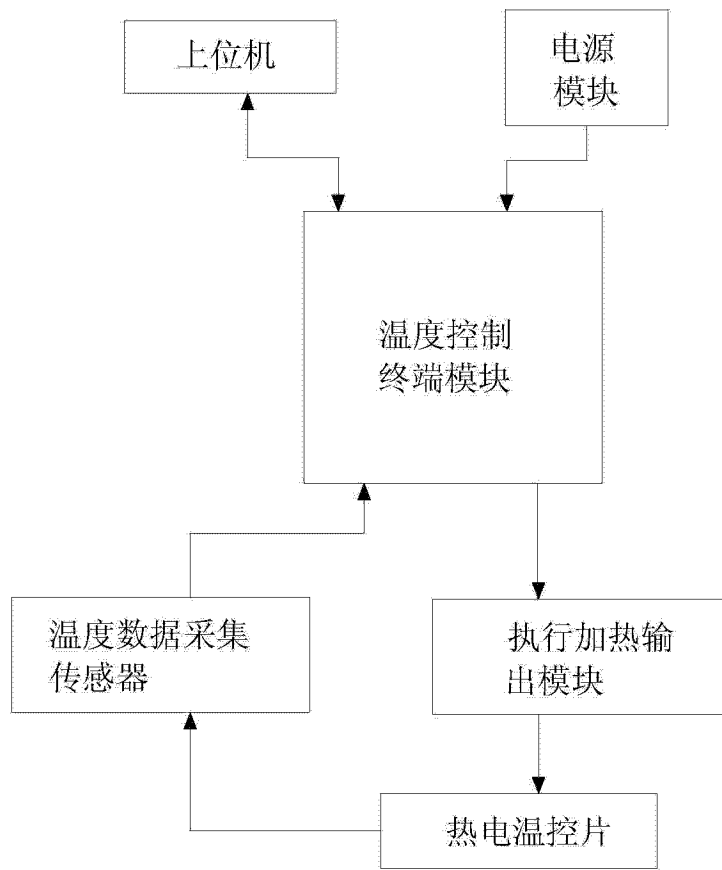 上位机
电源
模块
温度控制
终端模块
温度数据采集
传感器
执行加热输
出模块
热电温控片